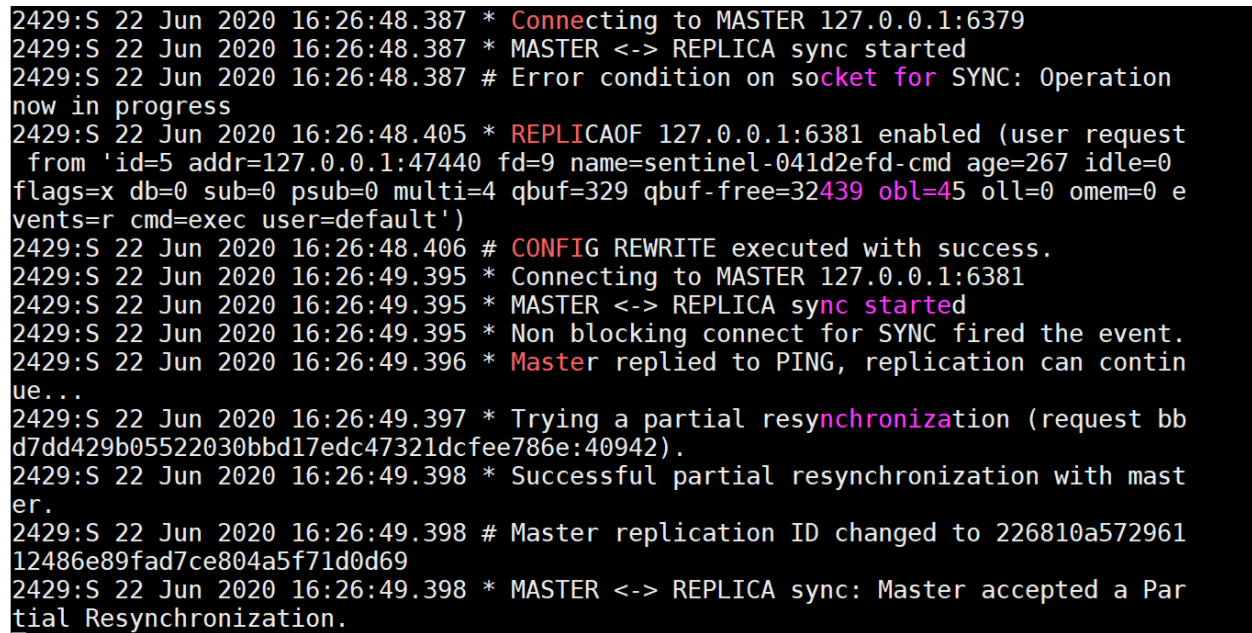 2429:S 22 Jun 2020 16:26:48.387 * Connecting to MASTER 127.0.0.1:6379
2429:S 22 Jun 2020 16:26:48.387 * MASTER <-> REPLICA sync started
2429:S 22 Jun 2020 16:26:48.387 # Error condition on socket for SYNC: Operation
now in progress
2429:S 22 Jun 2020 16:26:48.405 * REPLICAOF 127.0.0.1:6381 enabled (user request
 from 'id=5 addr=127.0.0.1:47440 fd=9 name=sentinel-041d2efd-cmd age=267 idle=0
flags=x db=0 sub=0 psub=0 multi=4 qbuf=329 qbuf-free=32439 obl=45 oll=0 omem=0 e
vents=r cmd=exec user=default')
2429:S 22 Jun 2020 16:26:48.406 # CONFIG REWRITE executed with success.
2429:S 22 Jun 2020 16:26:49.395 * Connecting to MASTER 127.0.0.1:6381
2429:S 22 Jun 2020 16:26:49.395 * MASTER <-> REPLICA sync started
2429:S 22 Jun 2020 16:26:49.395 * Non blocking connect for SYNC fired the event.
2429:S 22 Jun 2020 16:26:49.396 * Master replied to PING, replication can contin
ue...
2429:S 22 Jun 2020 16:26:49.397 * Trying a partial resynchronization (request bb
d7dd429b05522030bbd17edc47321dcfee786e:40942).
2429:S 22 Jun 2020 16:26:49.398 * Successful partial resynchronization with mast
er.
2429:S 22 Jun 2020 16:26:49.398 # Master replication ID changed to 226810a572961
12486e89fad7ce804a5f71d0d69
2429:S 22 Jun 2020 16:26:49.398 * MASTER <-> REPLICA sync: Master accepted a Par
tial Resynchronization.